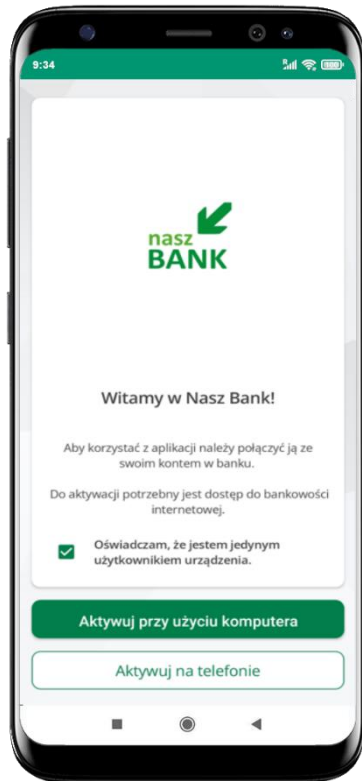 9:34
nasz
BANK
Witamy w Nasz Bank!
Aby korzystać z aplikacji należy połączyć ją ze
swoim kontem w banku.
Do aktywacji potrzebny jest dostęp do bankowości
internetowej.
Oświadczam, że jestem jedynym
użytkownikiem urządzenia.
Aktywuj przy użyciu komputera
Aktywuj na telefonie